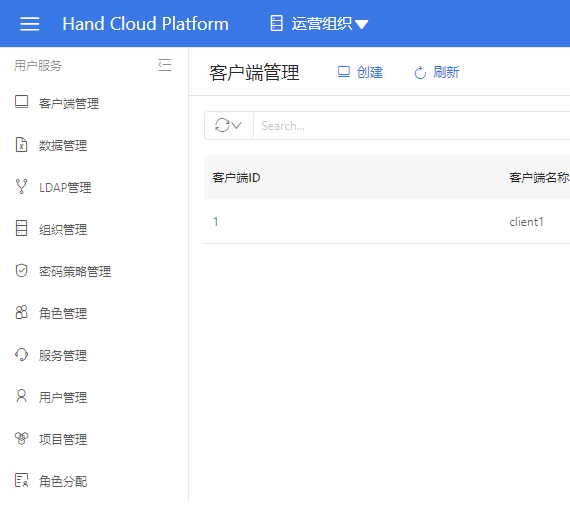 Hand Cloud Platform
运营组织
用户服务
客户端管理
数据管理
LDAP管理
组织管理
密码策略管理
角色管理
服务管理
用户管理
项目管理
角色分配
客户端管理
创建
刷新
Search...
客户端ID
客户端名称
1
client1